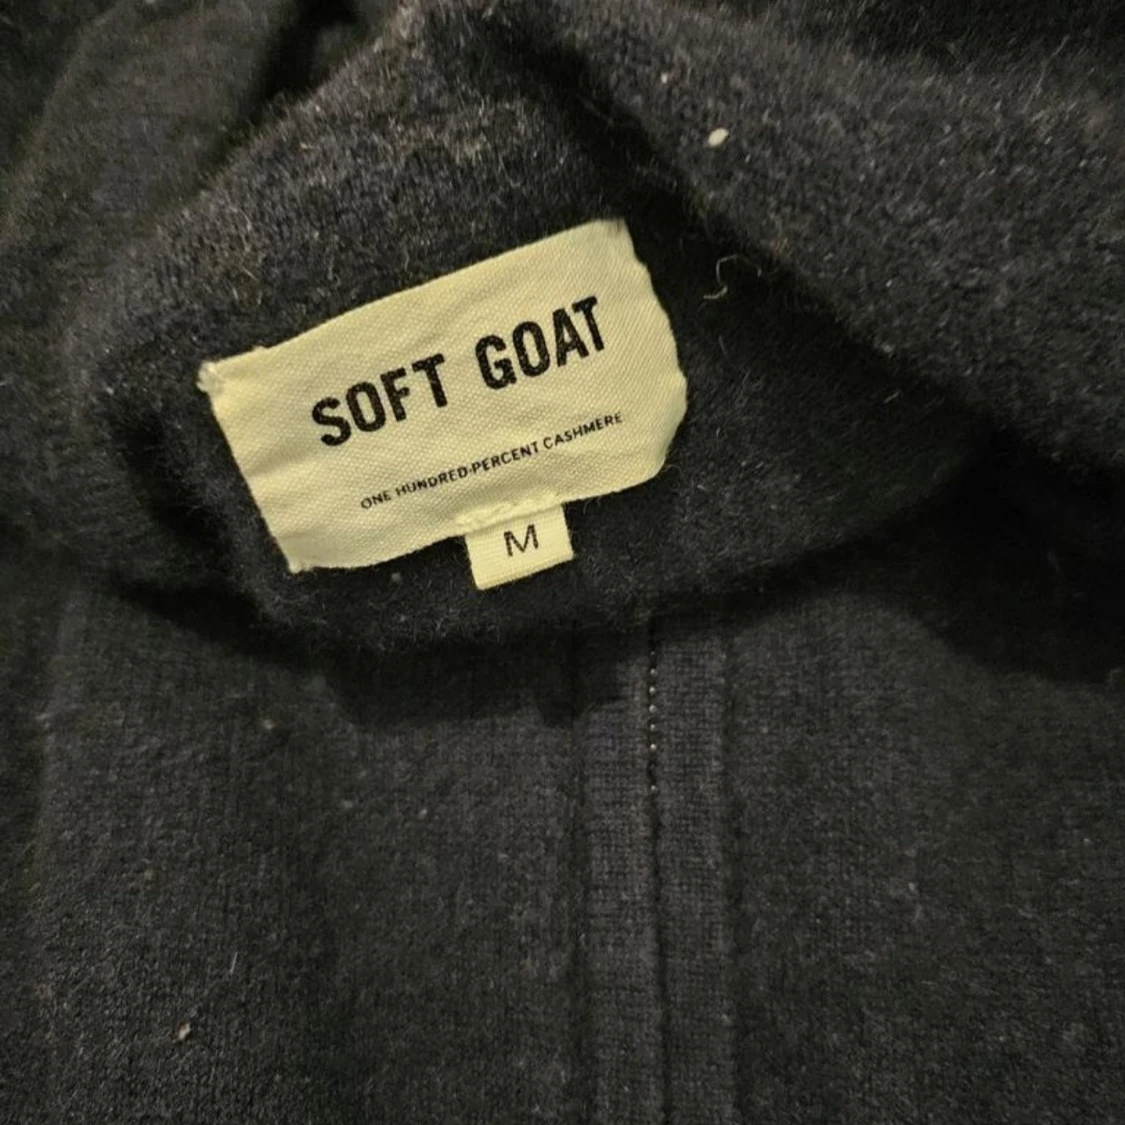 SOFT GOAT
ONE HUNDRED-PERCENT CASHMERE
M